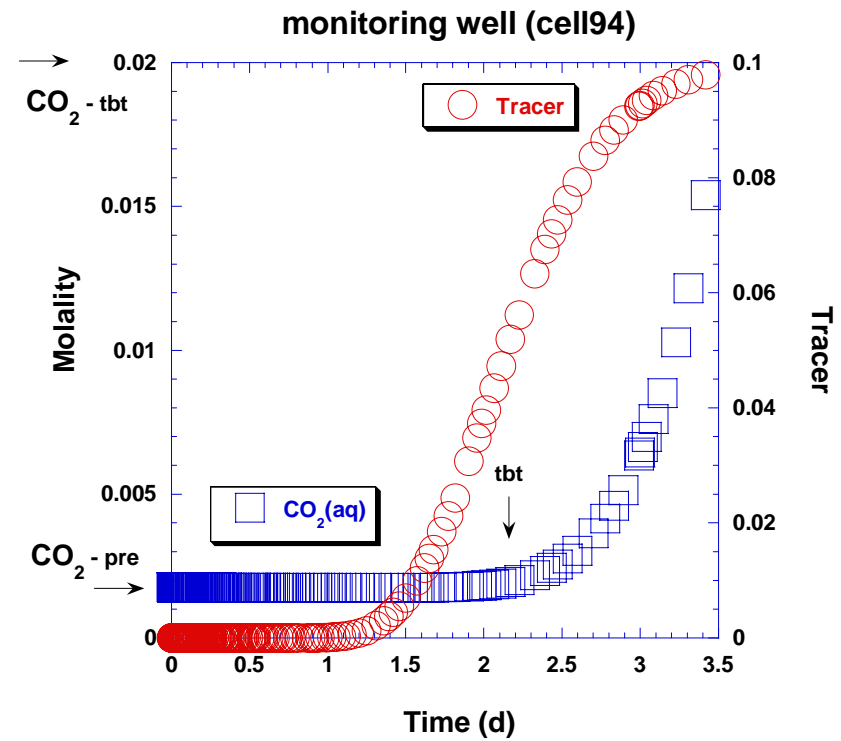 monitoring well (cell94)
CO2 - tbt
CO2 - pre
Molality
0.02
0.015
0.01
0.005
0
Tracer
CO2(aq)
tbt
0.1
0.08
0.06
0.04
0.02
0
Tracer
0 0.5 1 1.5 2 2.5 3 3.5
Time (d)